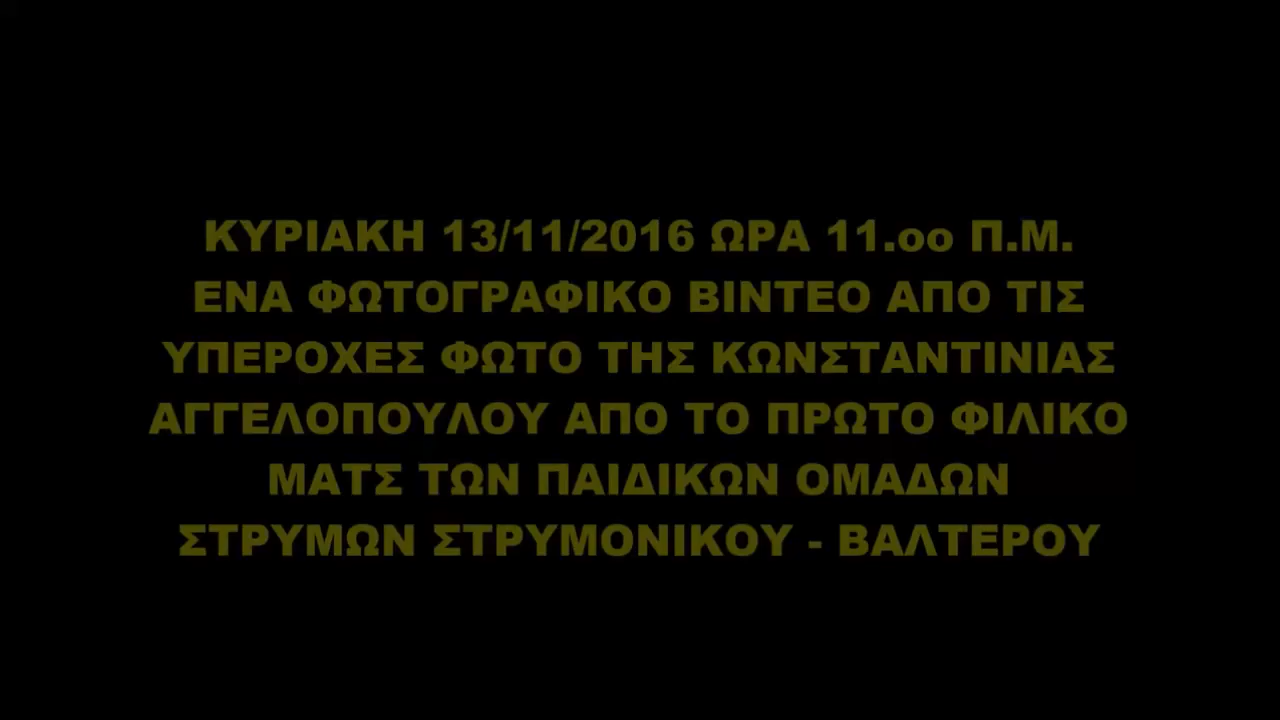 ΚΥΡΙΑΚΗ 13/11/2016 ΩΡΑ 11.οο Π.Μ.
ΕΝΑ ΦΩΤΟΓΡΑΦΙΚΟ ΒΙΝΤΕΟ ΑΠΟ ΤΙΣ
ΥΠΕΡΟΧΕΣ ΦΩΤΟ ΤΗΣ ΚΩΝΣΤΑΝΤΙΝΙΑΣ
ΑΓΓΕΛΟΠΟΥΛΟΥ ΑΠΟ ΤΟ ΠΡΩΤΟ ΦΙΛΙΚΟ
ΜΑΤΣ ΤΩΝ ΠΑΙΔΙΚΩΝ ΟΜΑΔΩΝ
ΣΤΡΥΜΩΝ ΣΤΡΥΜΟΝΙΚΟΥ - ΒΑΛΤΕΡΟΥ